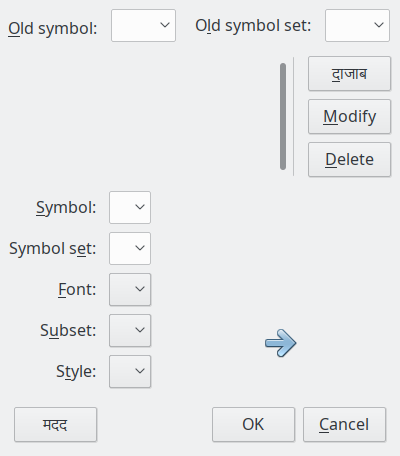 Old symbol: Old symbol set:
दाजाब
Modify
Delete
Symbol:
Symbol set:
Font:
Subset:
Style:
मदद OK Cancel